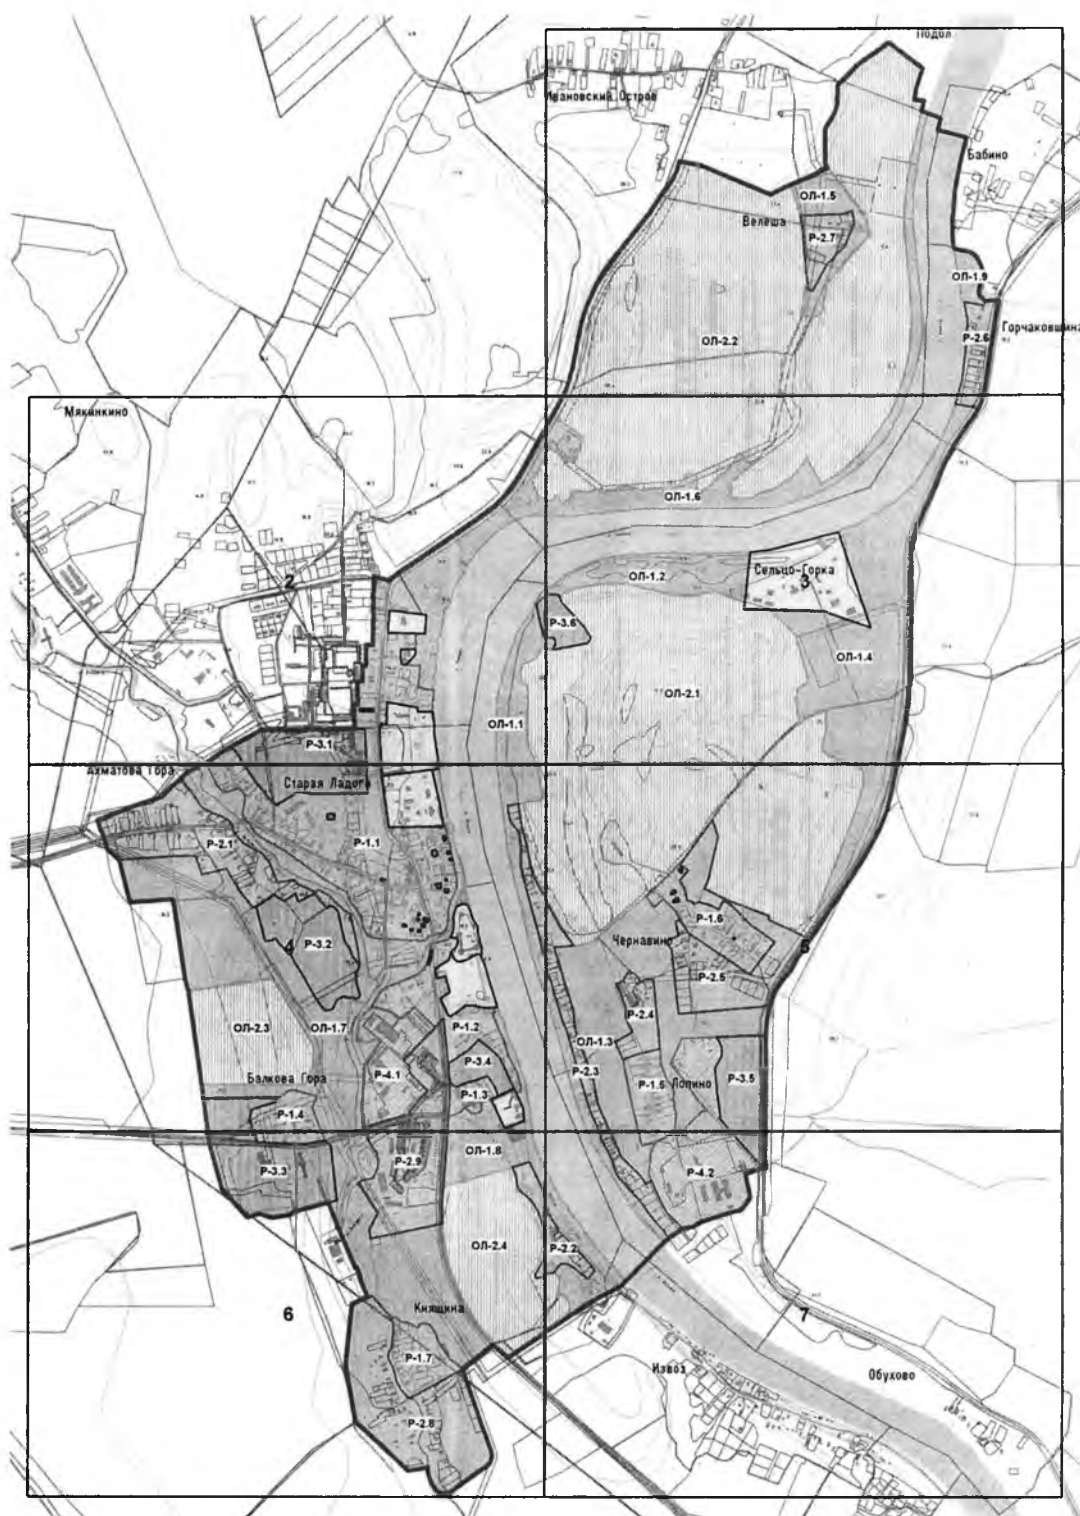 Подол
Ивановский Остров
Бабино
ОЛ-1.5
Велеша
Р-2.7
ОЛ-1.9
Горчаковшина
Р-2.6
ОЛ-2.2
Мякинкино
ОЛ-1.6
2
ОЛ-1.2
Сельцо-Горка
3
Р-3.6
ОЛ-1.4
ОЛ-2.1
ОЛ-1.1
Р-3.1
Ахматова Гора
Старая Ладога
Р-2.1
Р-1.1
Р-1.6
Чернавино
4
Р-3.2
5
Р-2.5
Р-2.4
ОЛ-2.3
ОЛ-1.7
Р-1.2
ОЛ-1.3
Р-3.4
Р-2.3
Балкова Гора
Р-4.1
Р-1.3
Р-1.5
Лопино
Р-3.5
Р-1.4
ОЛ-1.8
Р-3.3
Р-2.9
Р-4.2
ОЛ-2.4
Р-2.2
6
Княщина
7
Р-1.7
Извоз
Обухово
Р-2.8